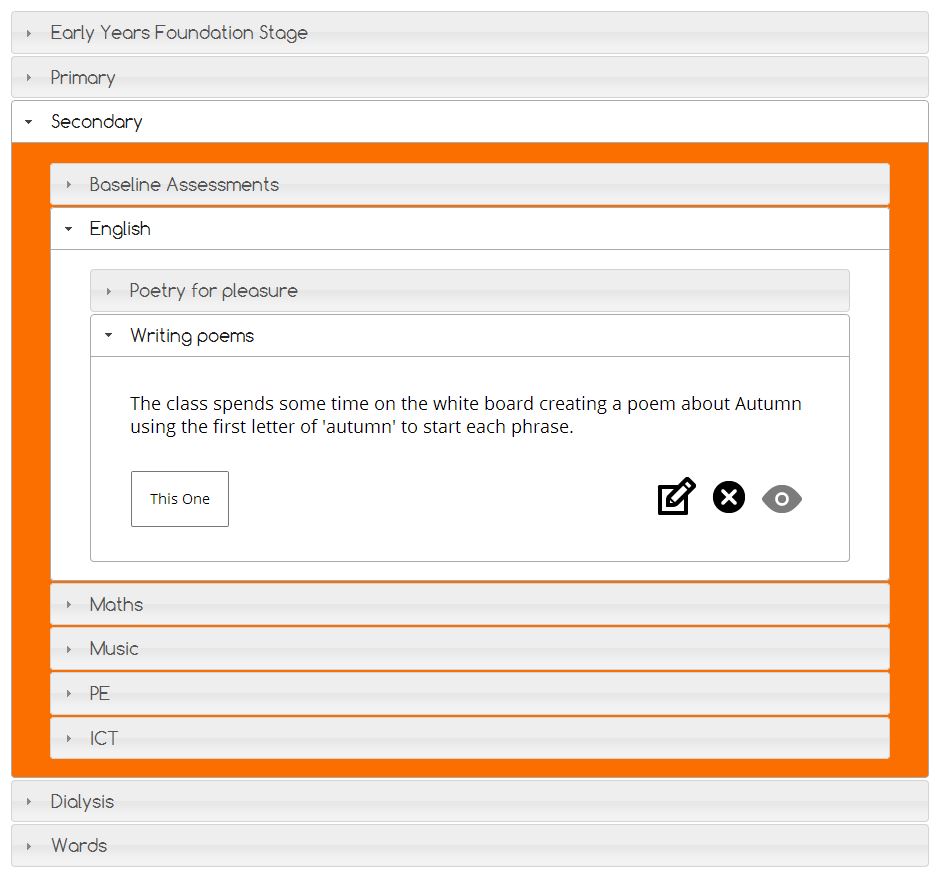 Early Years Foundation Stage
Primary
Secondary
Baseline Assessments
English
Poetry for pleasure
Writing poems
The class spends some time on the white board creating a poem about Autumn
using the first letter of 'autumn' to start each phrase.
This One
Maths
Music
PE
ICT
Dialysis
Wards